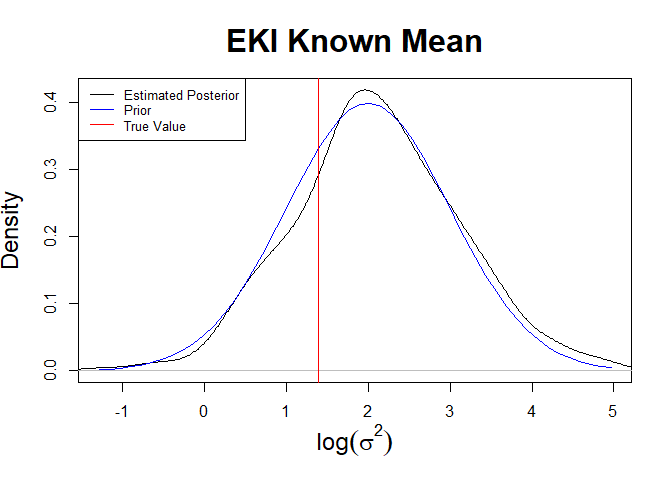 EKI Known Mean
Estimated Posterior
Prior
True Value
Density
0.0
0.1
0.2
0.3
0.4
-1
0
1
2
3
4
5
log(σ²)